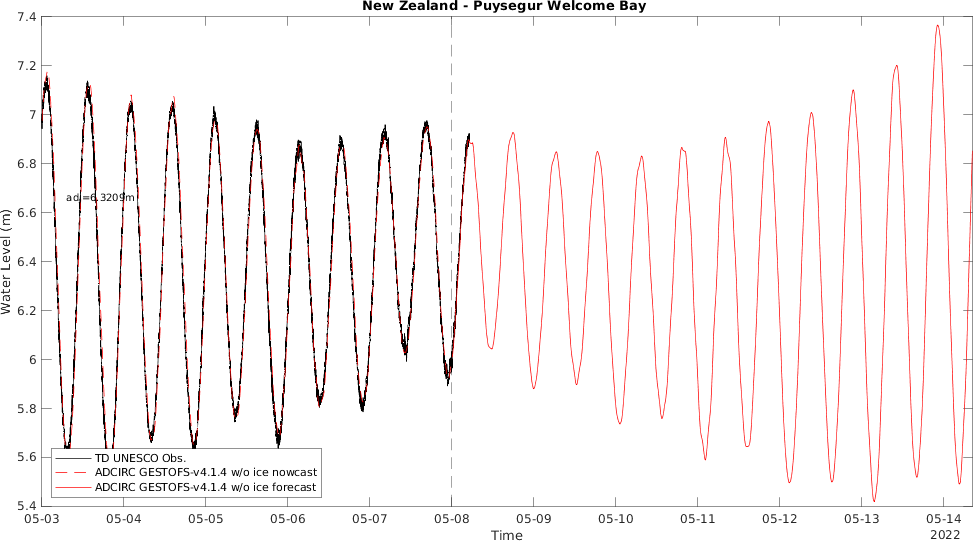 New Zealand - Puysegur Welcome Bay
7.4
7.2
7
6.8
6.6
6.4
6.2
6
5.8
5.6
5.4
Water Level (m)
adj=6.3209m
TD UNESCO Obs.
ADCIRC GESTOFS-v4.1.4 w/o ice nowcast
ADCIRC GESTOFS-v4.1.4 w/o ice forecast
05-03 05-04 05-05 05-06 05-07 05-08 05-09 05-10 05-11 05-12 05-13 05-14
Time
2022